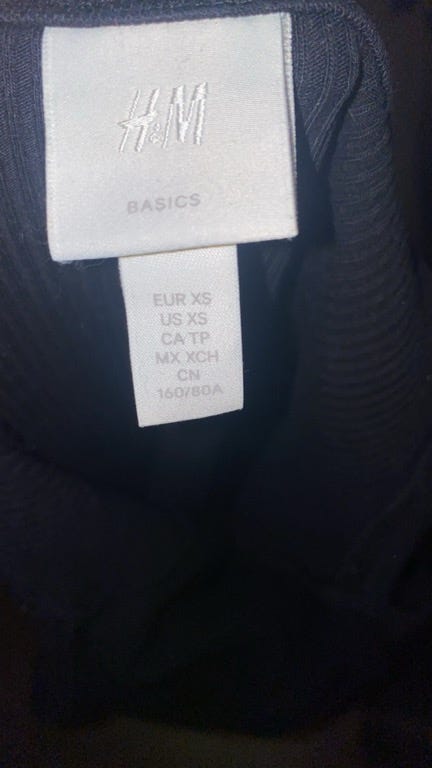 H&M
BASICS
EUR XS
US XS
CA/TP
MX XCH
CN
160/80A